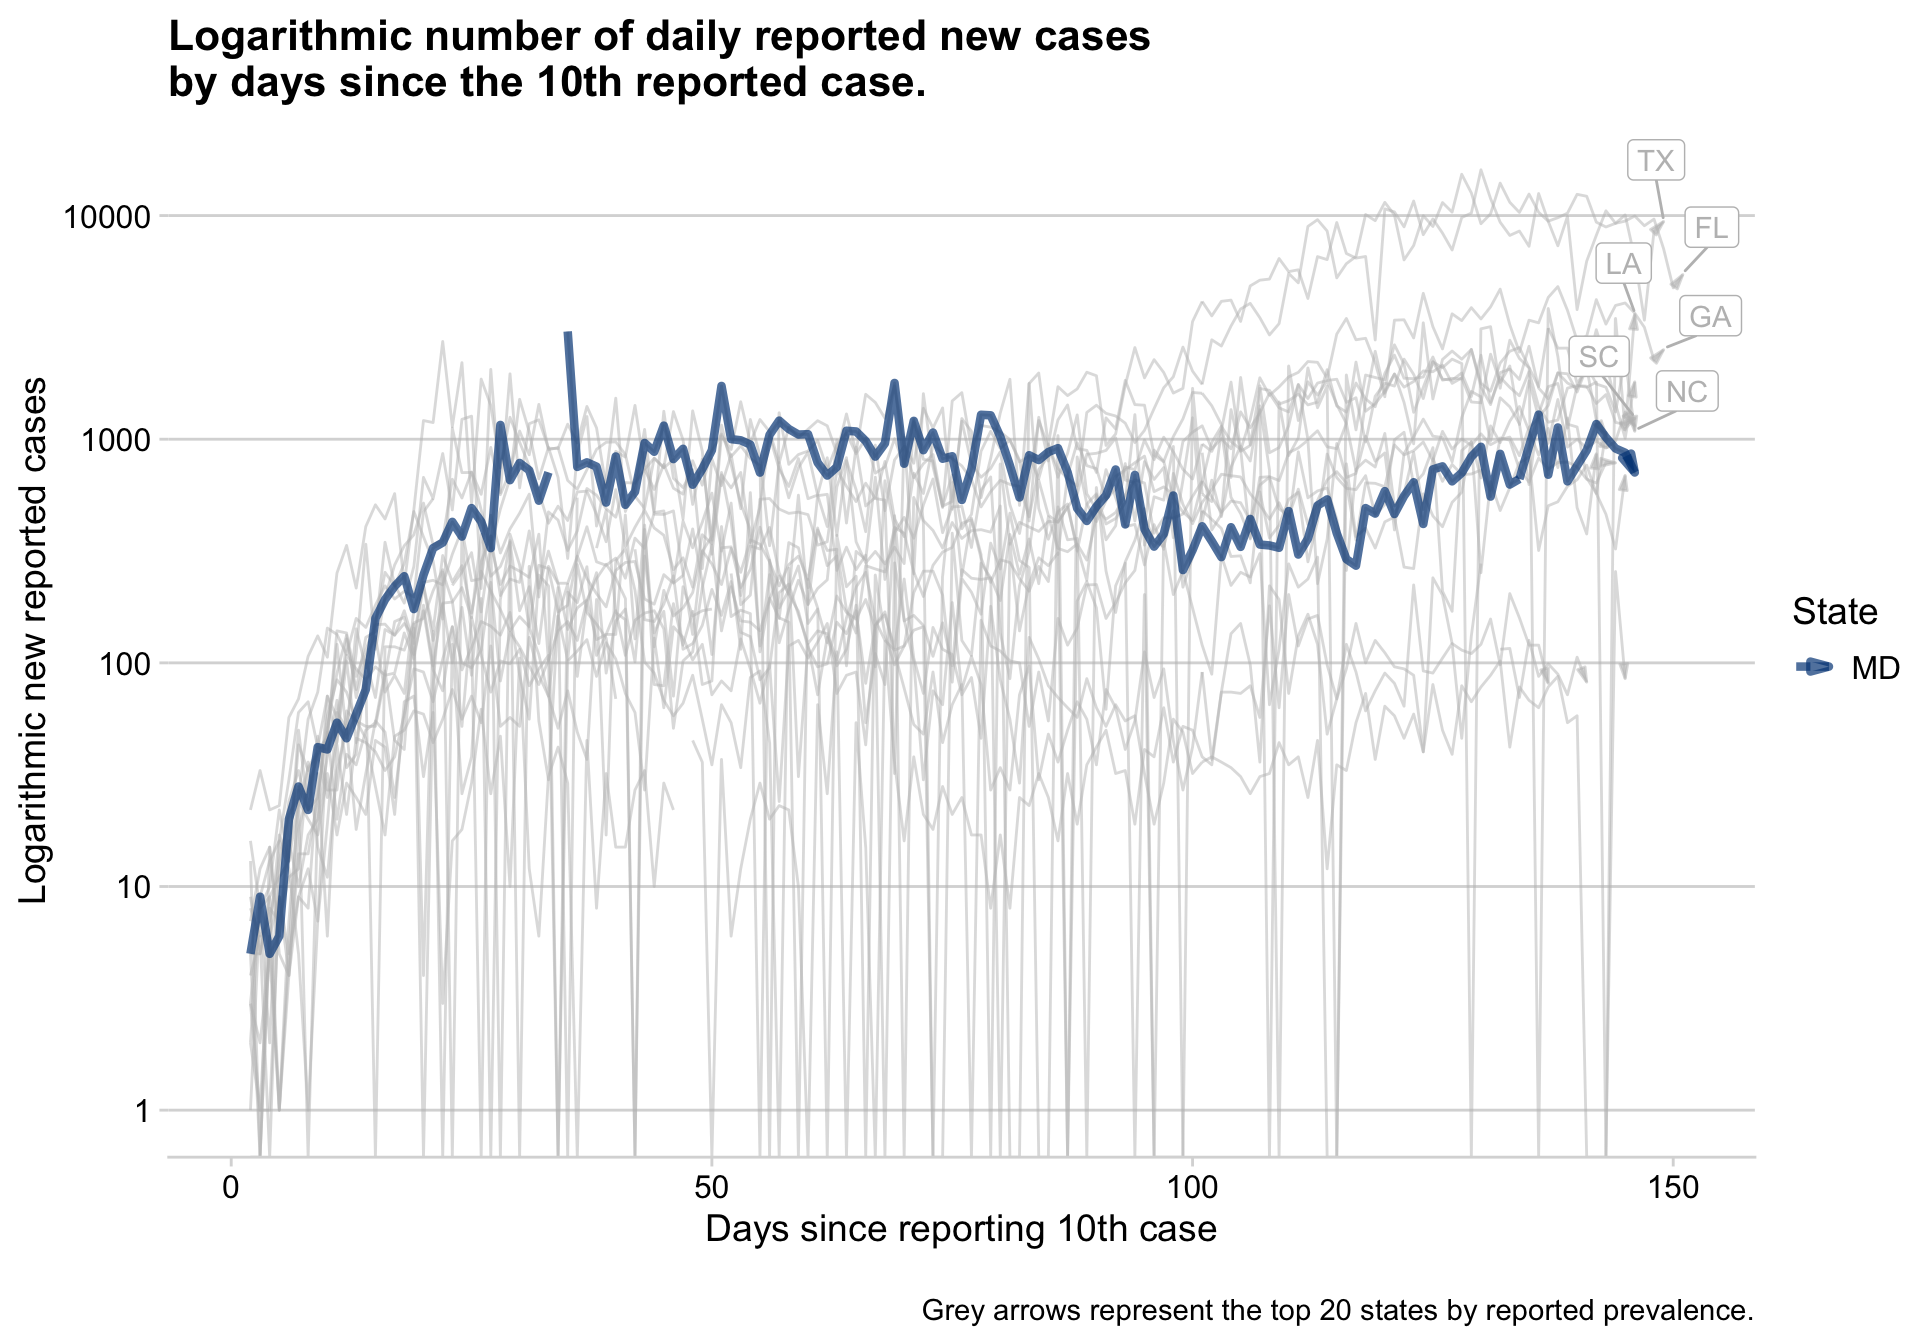 Logarithmic number of daily reported new cases
by days since the 10th reported case.
Logarithmic new reported cases
10000
1000
100
10
1
TX
FL
LA
GA
SC
NC
State
MD
0
50
100
150
Days since reporting 10th case
Grey arrows represent the top 20 states by reported prevalence.